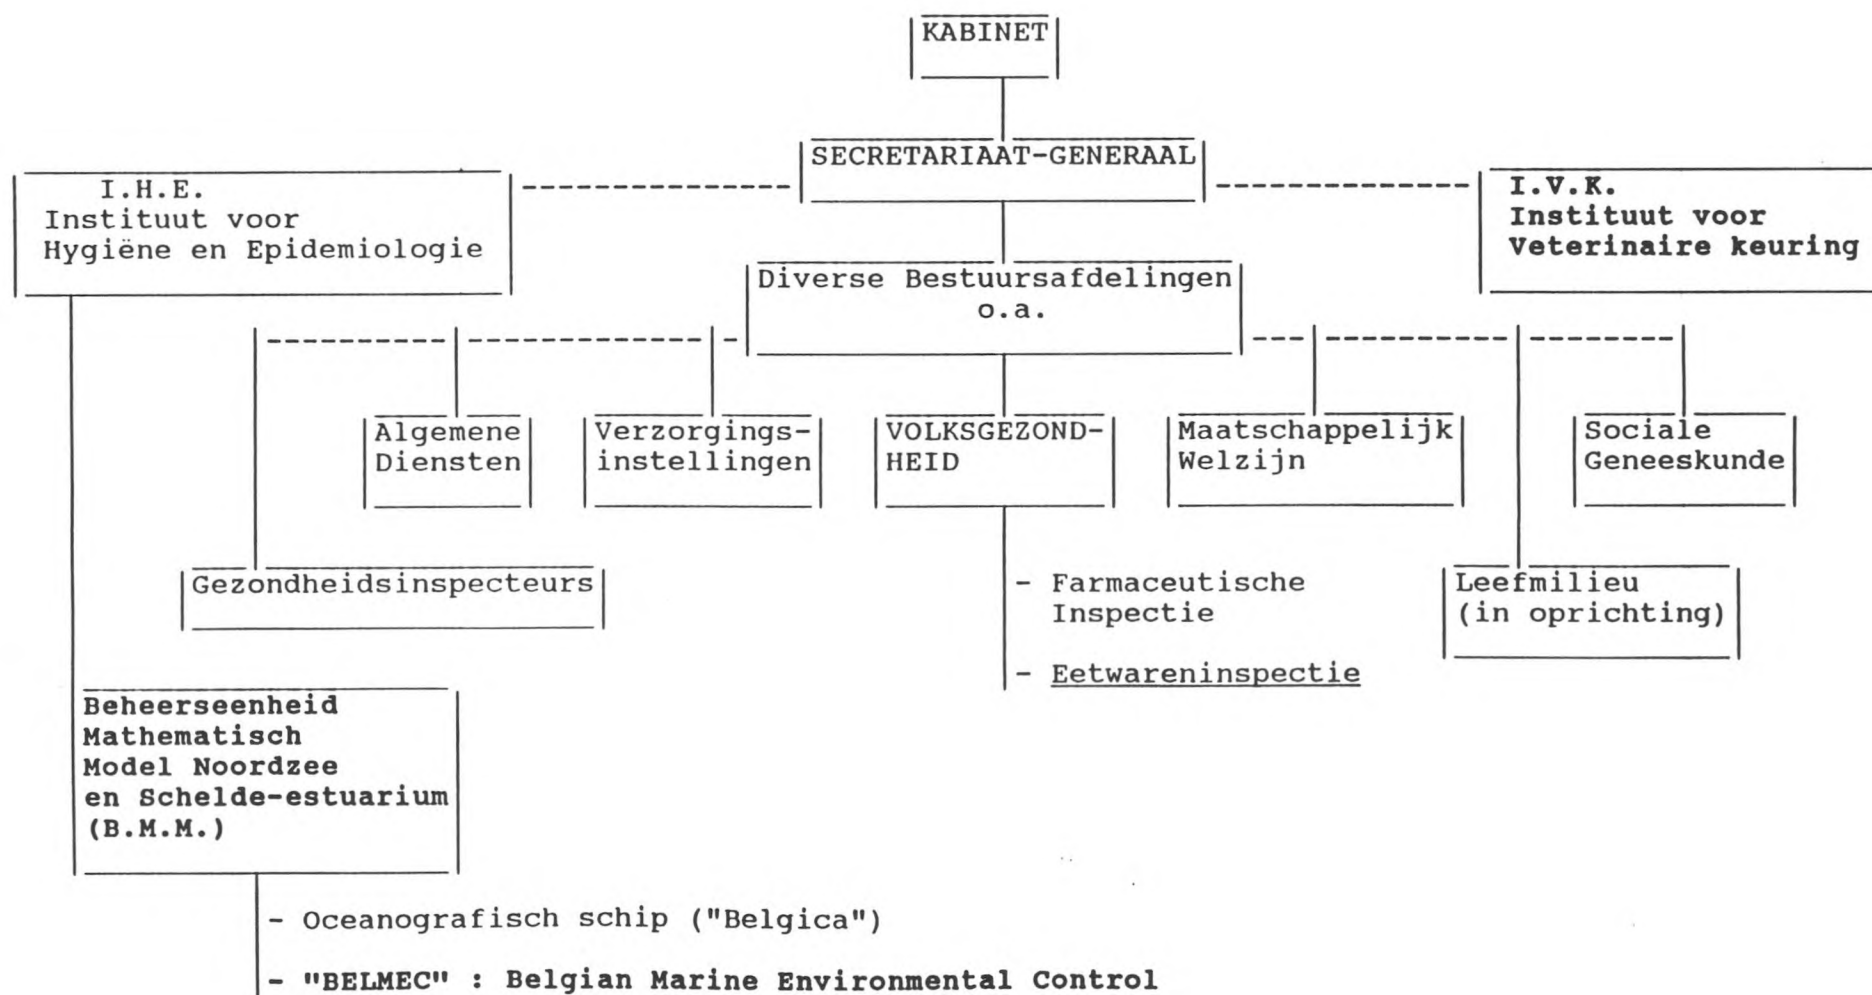 KABINET
SECRETARIAAT-GENERAAL
I.H.E.
Instituut voor
Hygiëne en Epidemiologie
I.V.K.
Instituut voor
Veterinaire keuring
Diverse Bestuursafdelingen
o.a.
Algemene
Diensten
Verzorgings-
instellingen
VOLKSGEZOND-
HEID
Maatschappelijk
Welzijn
Sociale
Geneeskunde
Gezondheidsinspecteurs
- Farmaceutische
Inspectie
- Eetwareninspectie
Leefmilieu
(in oprichting)
Beheerseenheid
Mathematisch
Model Noordzee
en Schelde-estuarium
(B.M.M.)
- Oceanografisch schip ("Belgica")
- "BELMEC" : Belgian Marine Environmental Control